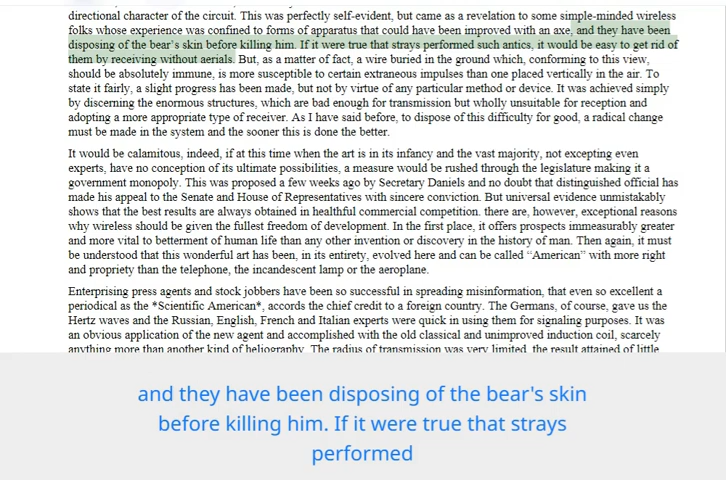 directional character of the circuit. This was perfectly self-evident, but came as a revelation to some simple-minded wireless
folks whose experience was confined to forms of apparatus that could have been improved with an axe, and they have been
disposing of the bear's skin before killing him. If it were true that strays performed such antics, it would be easy to get rid of
them by receiving without aerials. But, as a matter of fact, a wire buried in the ground which, conforming to this view,
should be absolutely immune, is more susceptible to certain extraneous impulses than one placed vertically in the air. To
state it fairly, a slight progress has been made, but not by virtue of any particular method or device. It was achieved simply
by discerning the enormous structures, which are bad enough for transmission but wholly unsuitable for reception and
adopting a more appropriate type of receiver. As I have said before, to dispose of this difficulty for good, a radical change
must be made in the system and the sooner this is done the better.
It would be calamitous, indeed, if at this time when the art is in its infancy and the vast majority, not excepting even
experts, have no conception of its ultimate possibilities, a measure would be rushed through the legislature making it a
government monopoly. This was proposed a few weeks ago by Secretary Daniels and no doubt that distinguished official has
made his appeal to the Senate and House of Representatives with sincere conviction. But universal evidence unmistakably
shows that the best results are always obtained in healthful commercial competition. there are, however, exceptional reasons
why wireless should be given the fullest freedom of development. In the first place, it offers prospects immeasurably greater
and more vital to betterment of human life than any other invention or discovery in the history of man. Then again, it must
be understood that this wonderful art has been, in its entirety, evolved here and can be called “American” with more right
and propriety than the telephone, the incandescent lamp or the aeroplane.
Enterprising press agents and stock jobbers have been so successful in spreading misinformation, that even so excellent a
periodical as the *Scientific American*, accords the chief credit to a foreign country. The Germans, of course, gave us the
Hertz waves and the Russian, English, French and Italian experts were quick in using them for signaling purposes. It was
an obvious application of the new agent and accomplished with the old classical and unimproved induction coil, scarcely
anything more than another kind of heliography. The radius of transmission was very limited, the result attained of little
and they have been disposing of the bear's skin
before killing him. If it were true that strays
performed